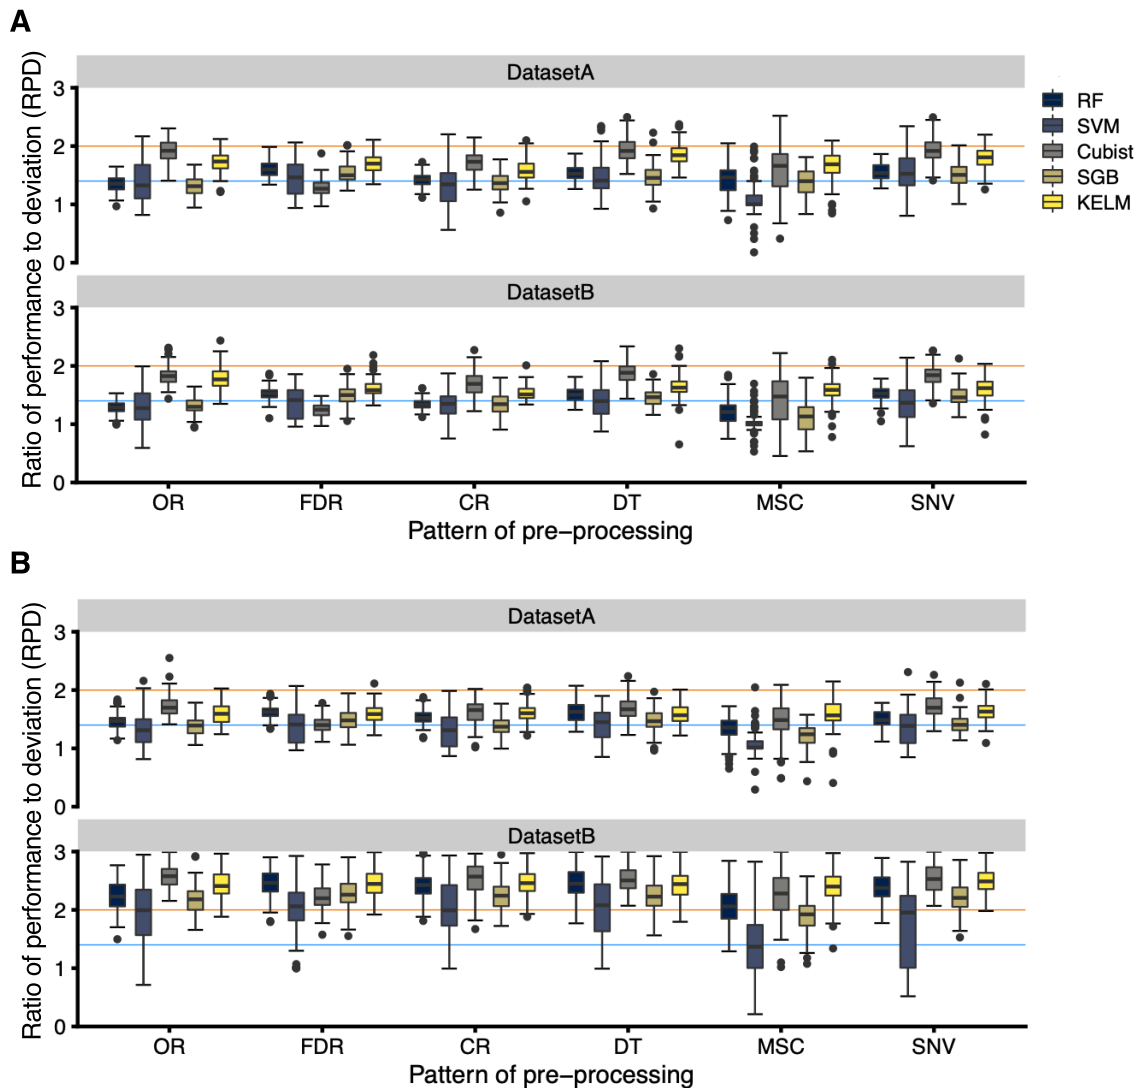 A
Ratio of performance to deviation (RPD)
DatasetA
3
2
1
0
DatasetB
3
2
1
0
OR FDR CR DT MSC SNV
Pattern of pre−processing
RF
SVM
Cubist
SGB
KELM
B
Ratio of performance to deviation (RPD)
DatasetA
3
2
1
0
DatasetB
3
2
1
0
OR FDR CR DT MSC SNV
Pattern of pre−processing